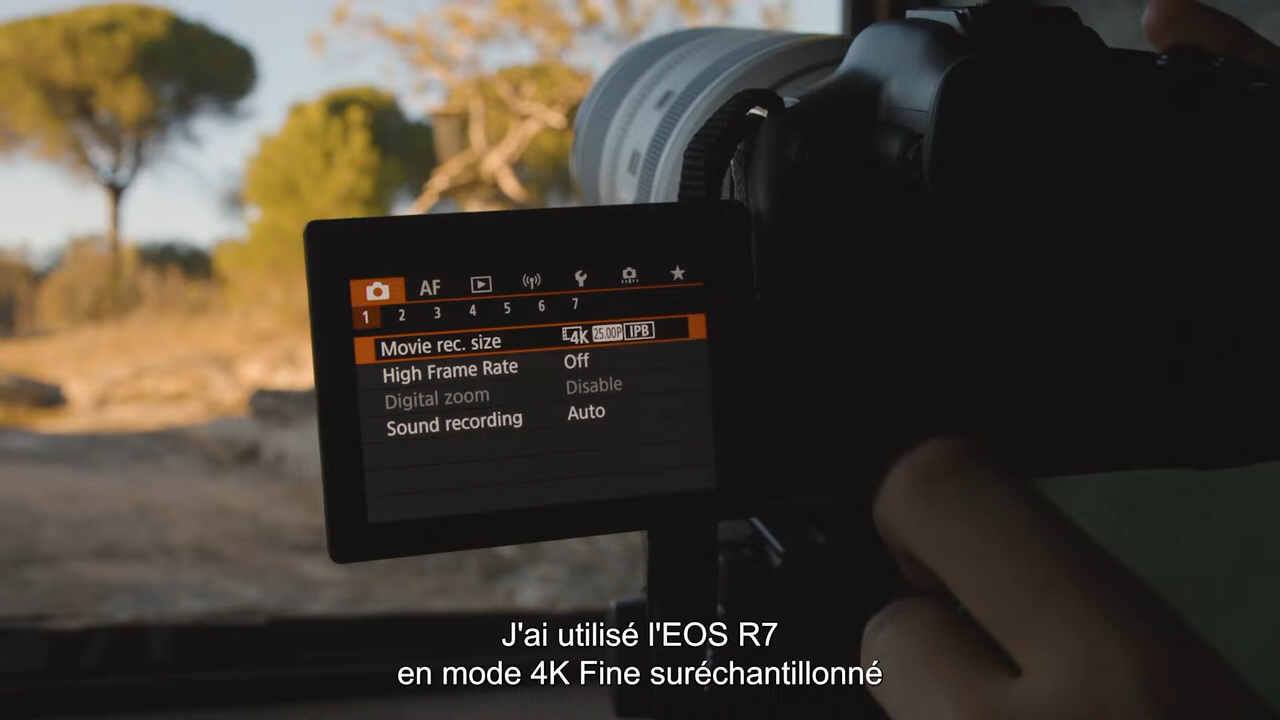 AF
1 2 3 4 5 6 7
Movie rec. size 4K 25.00P IPB
High Frame Rate Off
Digital zoom Disable
Sound recording Auto
J'ai utilisé l'EOS R7
en mode 4K Fine suréchantillonné